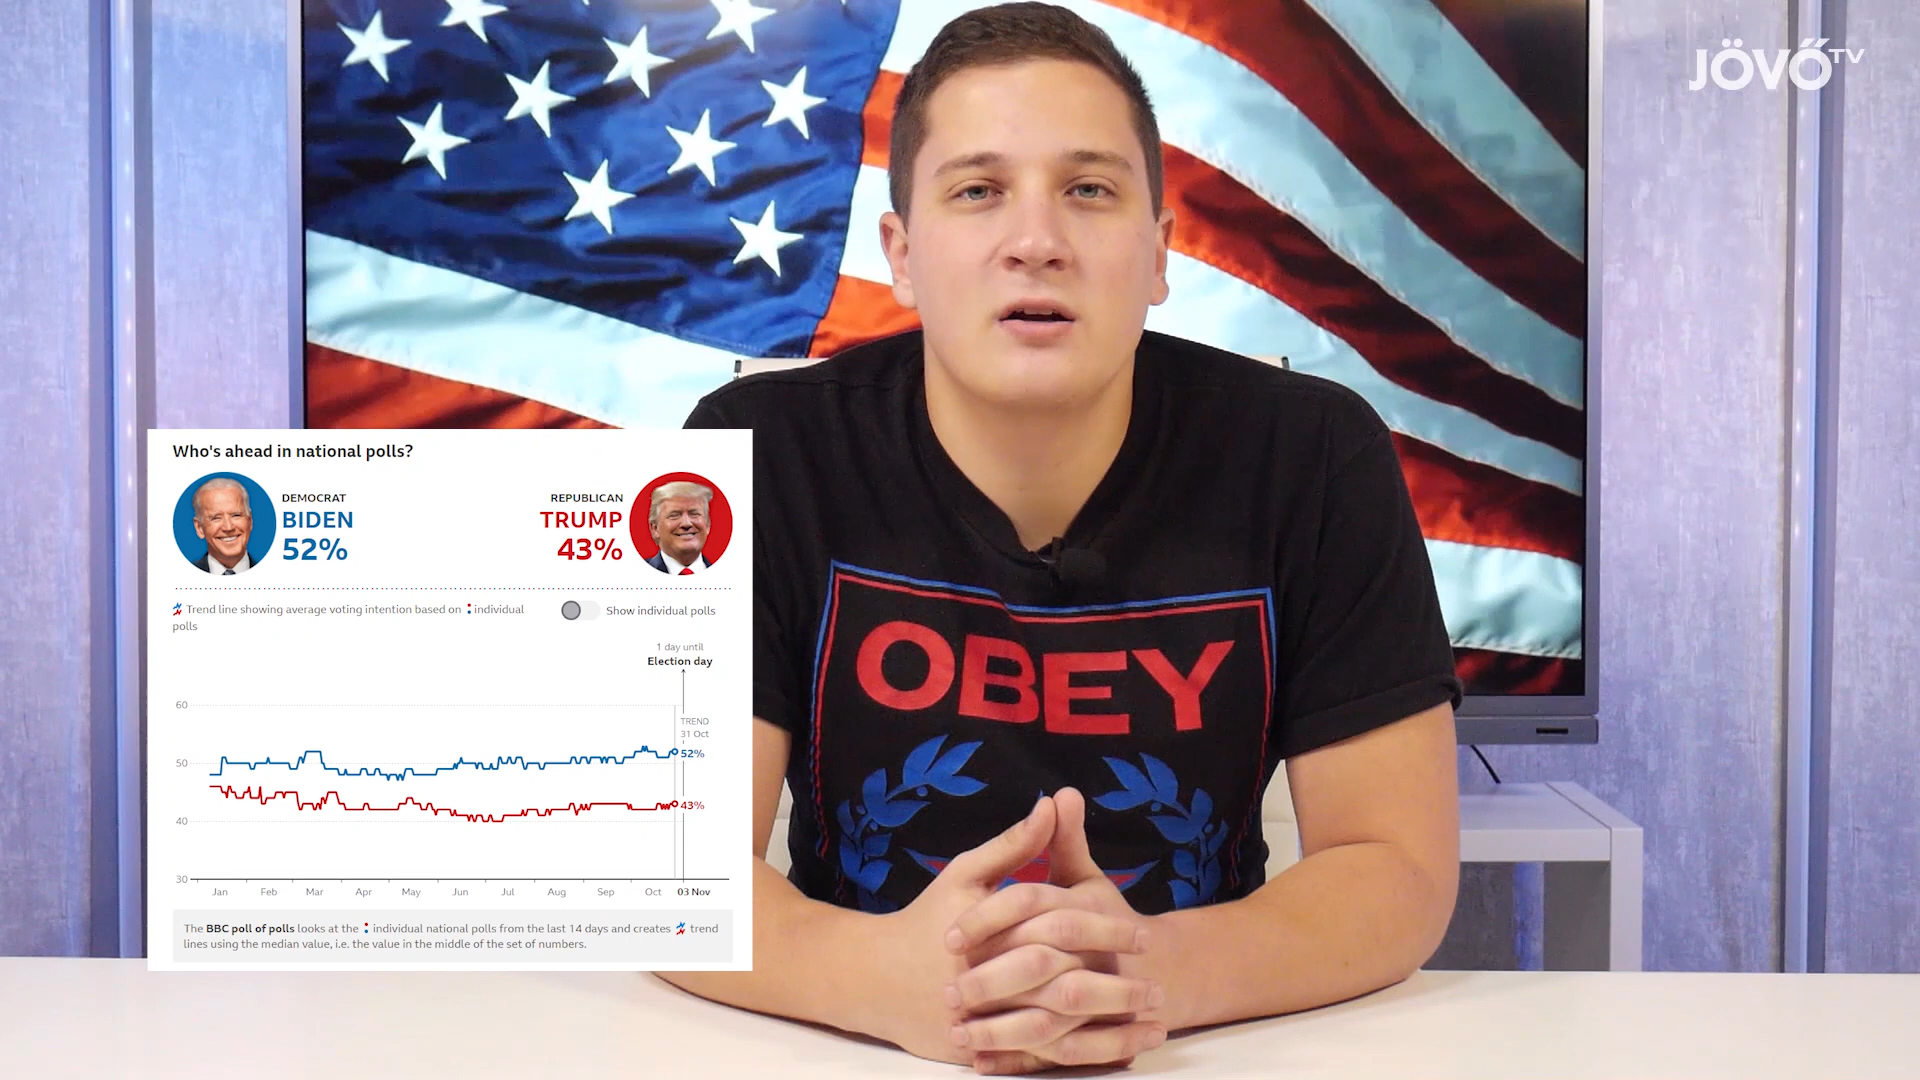 JÖVŐTV
Who's ahead in national polls?
DEMOCRAT
BIDEN
52%
REPUBLICAN
TRUMP
43%
Trend line showing average voting intention based on individual
polls
Show individual polls
1 day until
Election day
TREND
31 Oct
60
50
40
30
52%
43%
Jan Feb Mar Apr May Jun Jul Aug Sep Oct 03 Nov
The BBC poll of polls looks at the individual national polls from the last 14 days and creates trend
lines using the median value, i.e. the value in the middle of the set of numbers.
OBEY